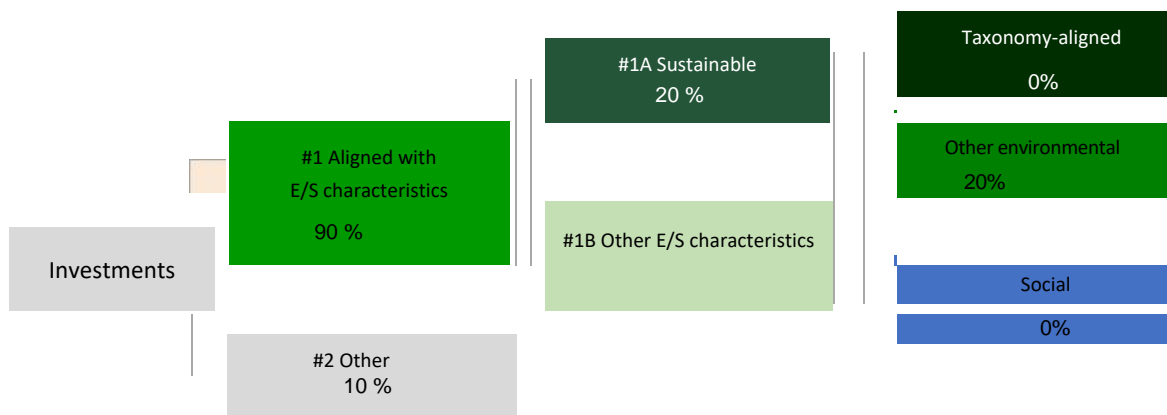 Investments
#1 Aligned with
E/S characteristics
90 %
#2 Other
10 %
#1A Sustainable
20 %
#1B Other E/S characteristics
Taxonomy-aligned
0%
Other environmental
20%
Social
0%